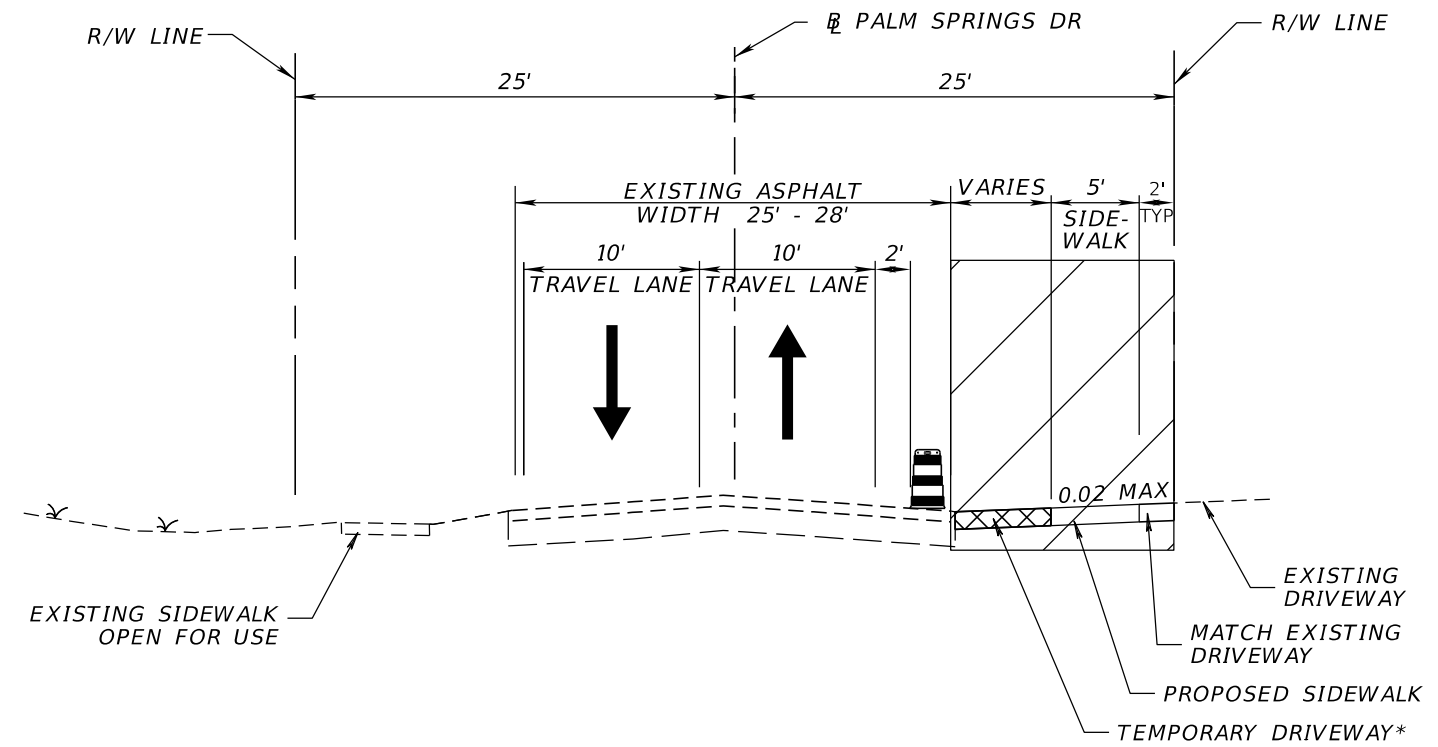 R/W LINE
BL PALM SPRINGS DR
R/W LINE
25'
25'
EXISTING ASPHALT
WIDTH 25' - 28'
VARIES
5'
SIDE-
WALK
2'
TYP
10'
10'
2'
TRAVEL LANE
TRAVEL LANE
0.02 MAX
EXISTING SIDEWALK
OPEN FOR USE
EXISTING
DRIVEWAY
MATCH EXISTING
DRIVEWAY
PROPOSED SIDEWALK
TEMPORARY DRIVEWAY*